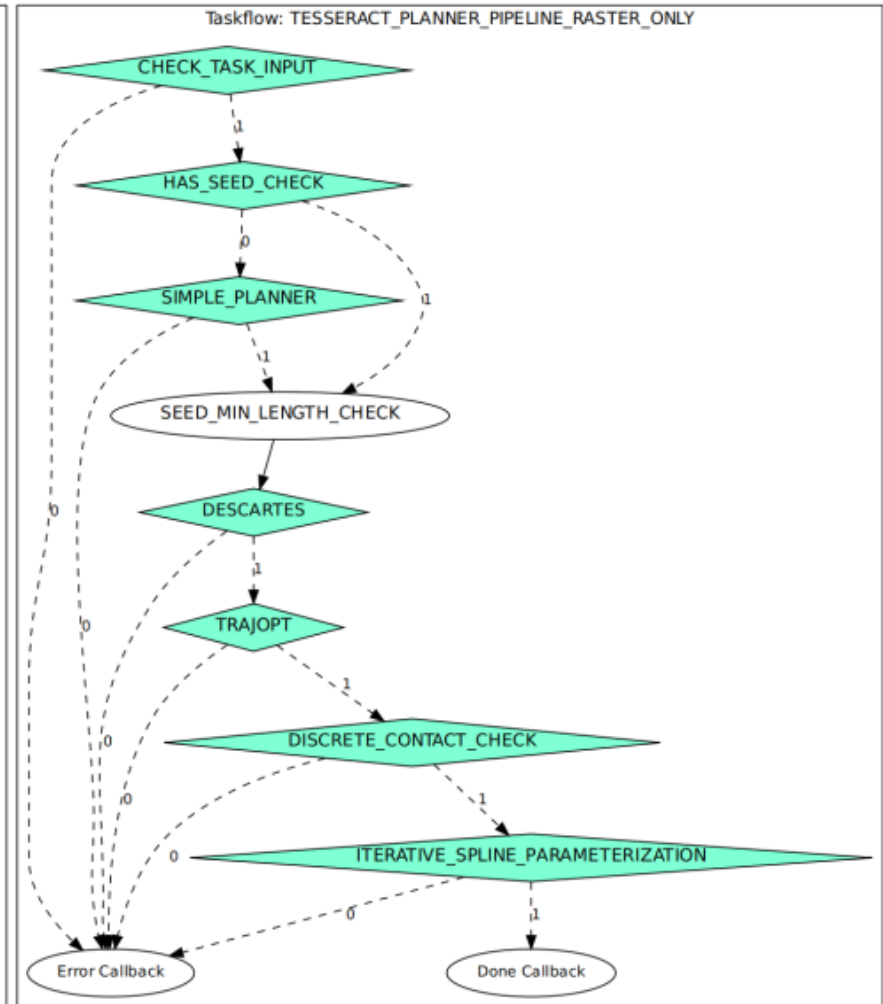 Taskflow: TESSERACT_PLANNER_PIPELINE_RASTER_ONLY
CHECK_TASK_INPUT
1
HAS_SEED_CHECK
0
SIMPLE_PLANNER
1
1
SEED_MIN_LENGTH_CHECK
DESCARTES
0
1
TRAJOPT
0
1
DISCRETE_CONTACT_CHECK
0
0
1
0
ITERATIVE_SPLINE_PARAMETERIZATION
0
1
Error Callback
Done Callback